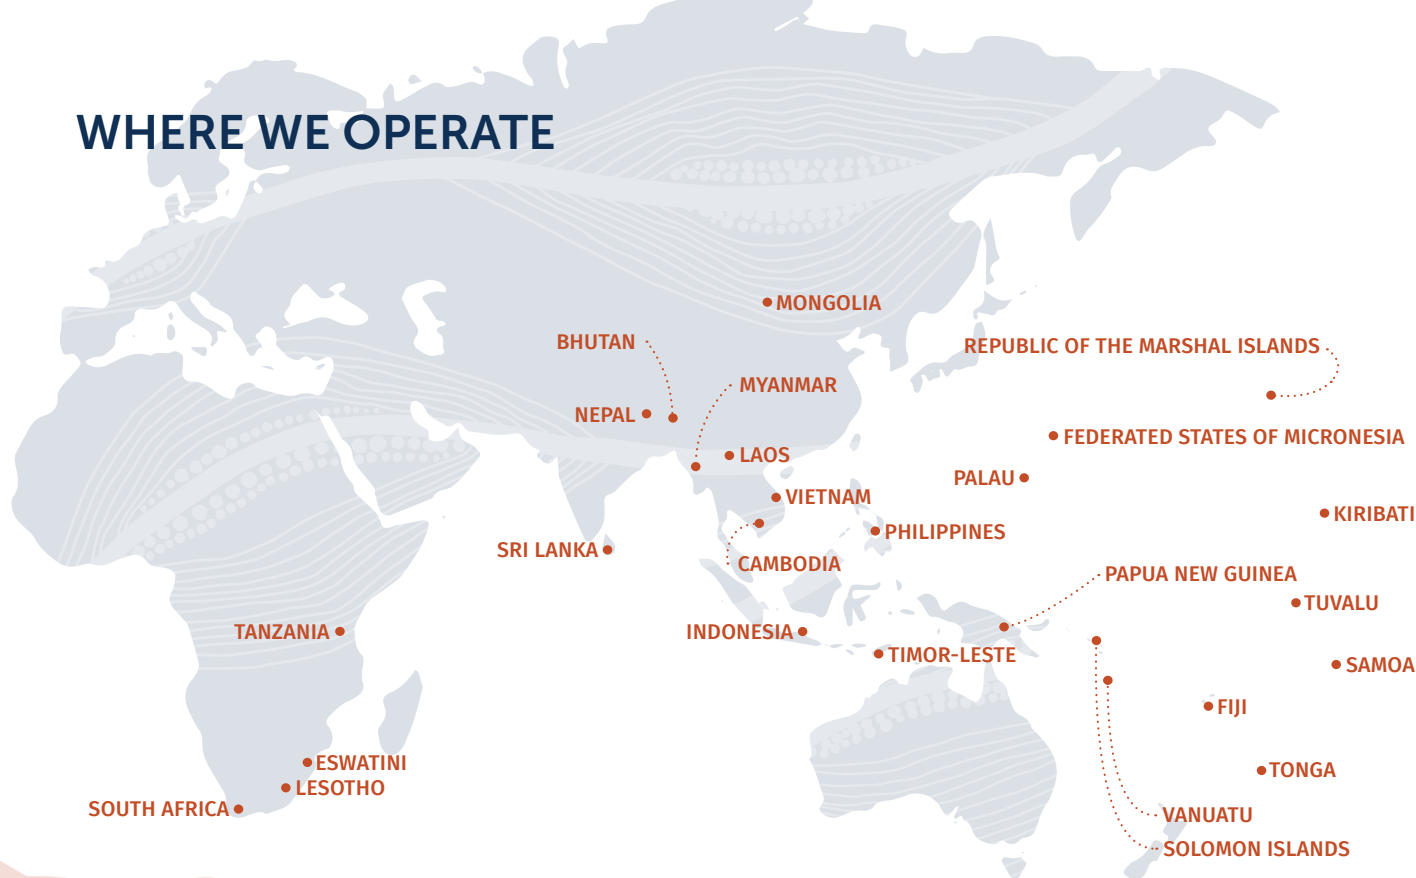 WHERE WE OPERATE
MONGOLIA
BHUTAN
REPUBLIC OF THE MARSHAL ISLANDS
MYANMAR
NEPAL
FEDERATED STATES OF MICRONESIA
LAOS
PALAU
VIETNAM
KIRIBATI
PHILIPPINES
SRI LANKA
CAMBODIA
PAPUA NEW GUINEA
TUVALU
TANZANIA
INDONESIA
TIMOR-LESTE
SAMOA
FIJI
ESWATINI
TONGA
LESOTHO
SOUTH AFRICA
VANUATU
SOLOMON ISLANDS